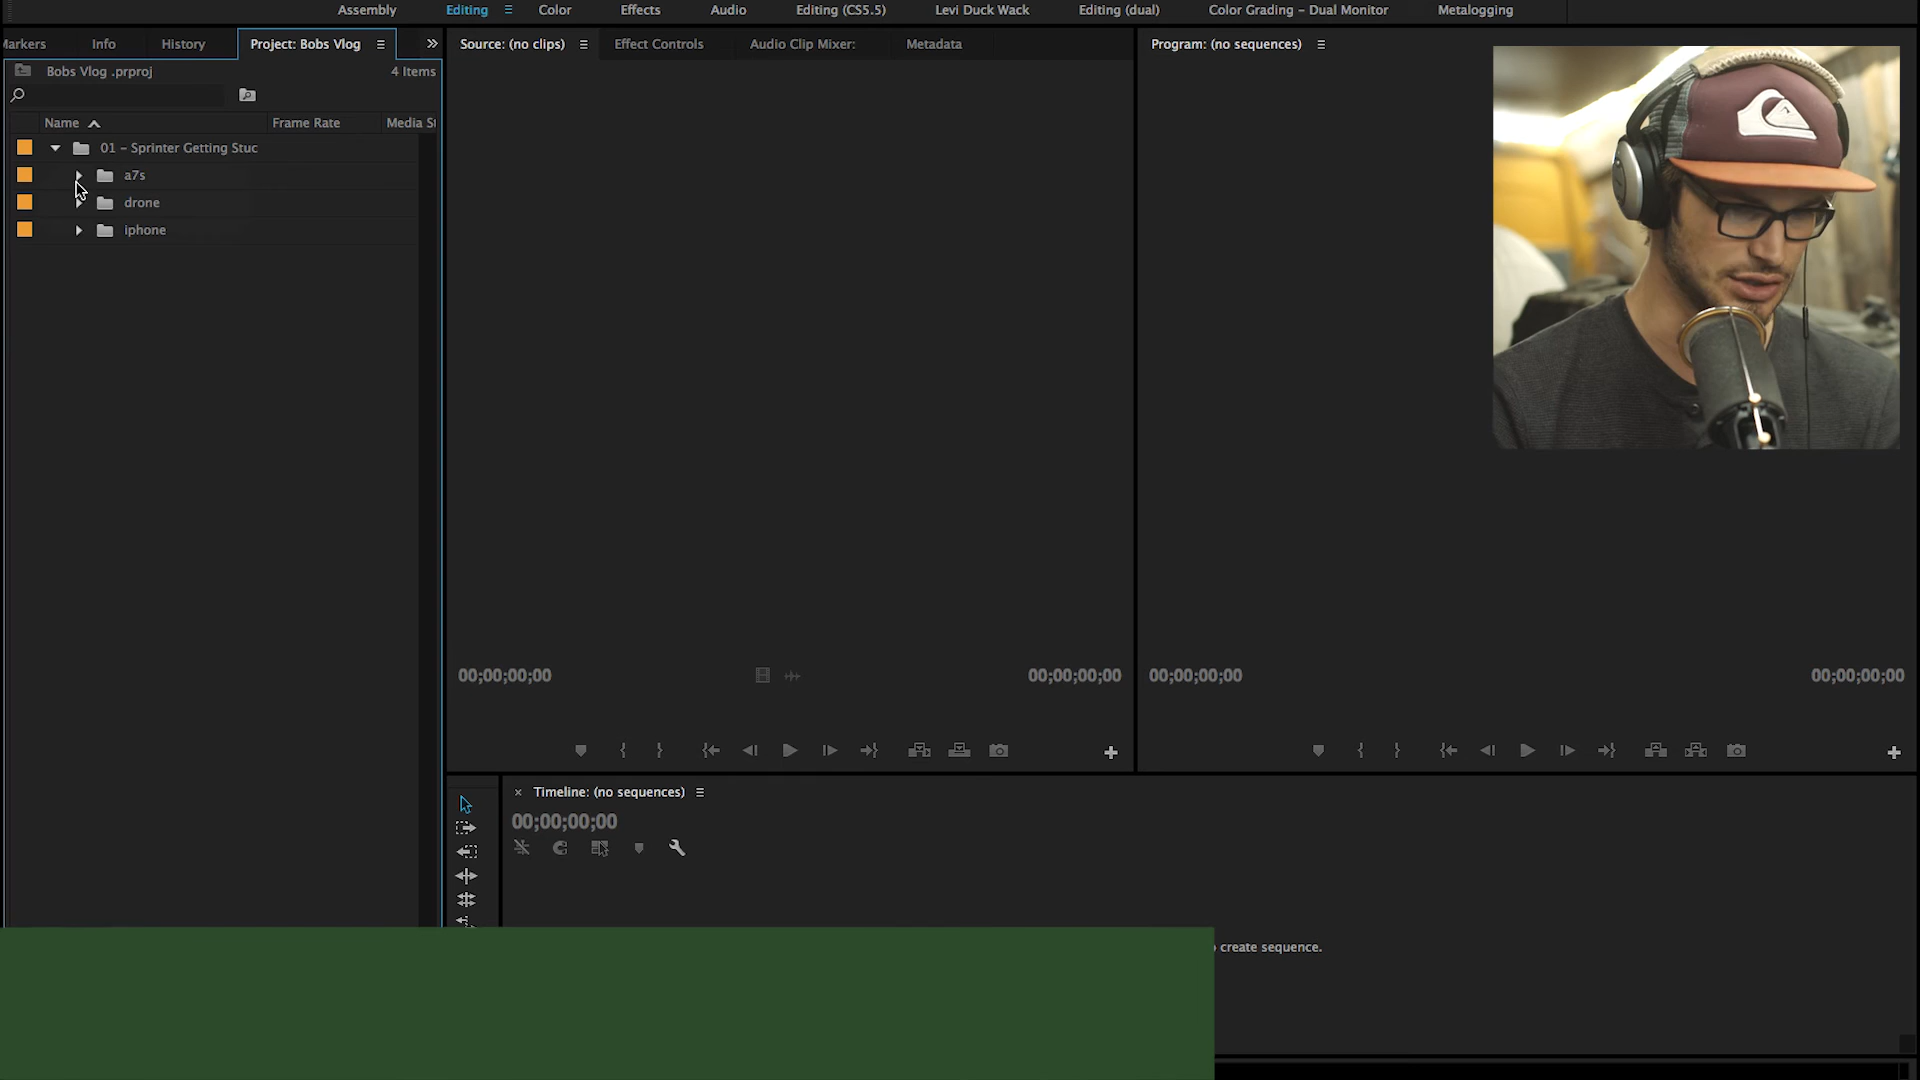 Assembly Editing Color Effects Audio Editing (CS5.5) Levi Duck Wack Editing (dual) Color Grading - Dual Monitor Metalogging
Markers Info History Project: Bobs Vlog
Source: (no clips) Effect Controls Audio Clip Mixer: Metadata
Program: (no sequences)
Bobs Vlog .prproj 4 Items
Name Frame Rate Media St
01 - Sprinter Getting Stuc
a7s
drone
iphone
00;00;00;00 00;00;00;00
00;00;00;00 00;00;00;00
Timeline: (no sequences)
00;00;00;00
create sequence.